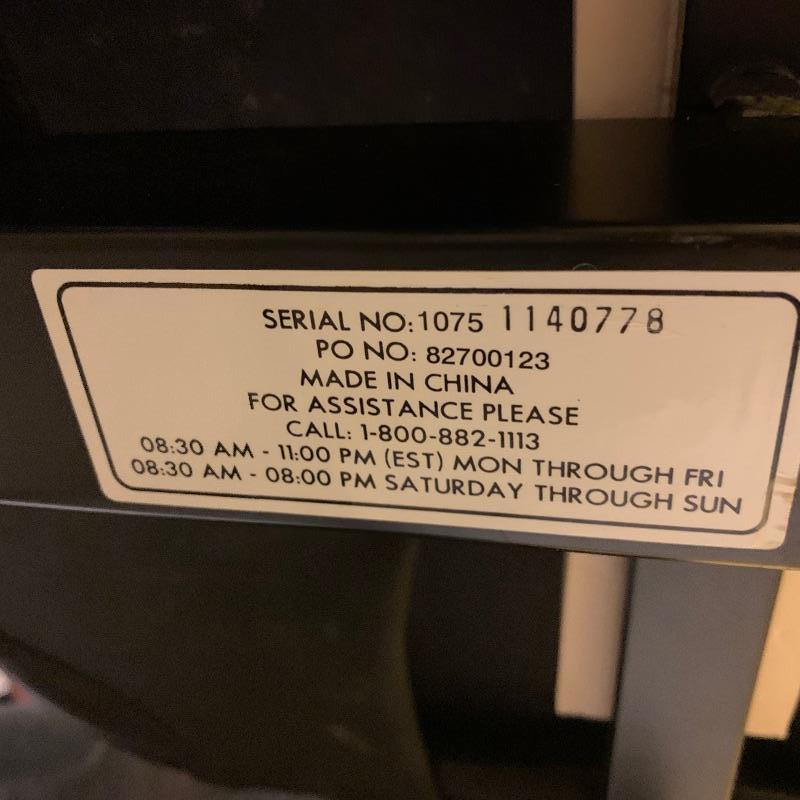 SERIAL NO: 1075 1140778
PO NO: 82700123
MADE IN CHINA
FOR ASSISTANCE PLEASE
CALL: 1-800-882-1113
08:30 AM - 11:00 PM (EST) MON THROUGH FRI
08:30 AM - 08:00 PM SATURDAY THROUGH SUN